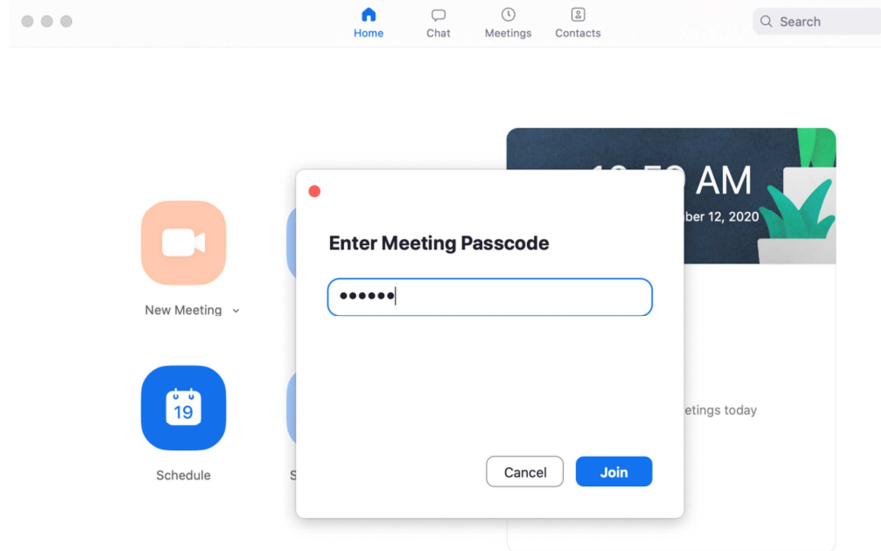 Home
Chat
Meetings
Contacts
Search
AM
ber 12, 2020
Enter Meeting Passcode
••••••
New Meeting
etings today
19
Cancel
Join
Schedule
S